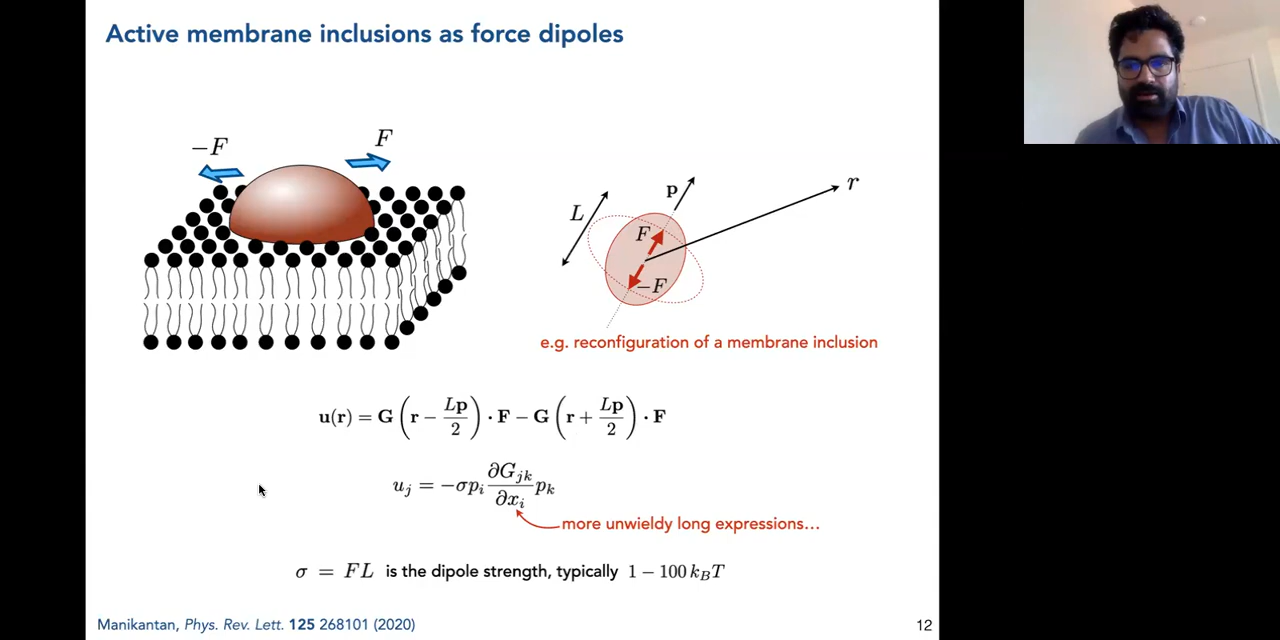 Active membrane inclusions as force dipoles
−F
F
p
r
L
F
−F
e.g. reconfiguration of a membrane inclusion
u(r) = G(r − Lp/2) · F − G(r + Lp/2) · F
u_j = −σp_i ∂G_jk/∂x_i p_k
more unwieldy long expressions...
σ = FL is the dipole strength, typically 1 − 100 k_BT
Manikantan, Phys. Rev. Lett. 125 268101 (2020)
12